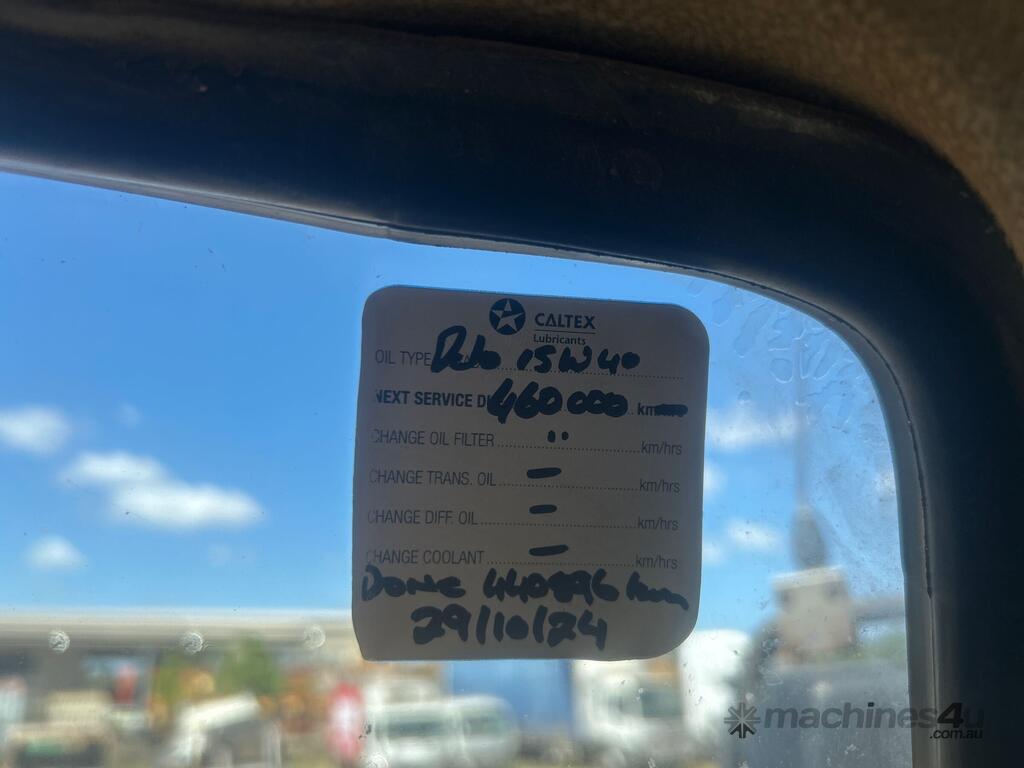 CALTEX
Lubricants
OIL TYPE Delo 15W40
NEXT SERVICE D 460 000 km
CHANGE OIL FILTER " km/hrs
CHANGE TRANS. OIL — km/hrs
CHANGE DIFF. OIL — km/hrs
CHANGE COOLANT — km/hrs
DONE 440896 km
29/10/24
machines4u
.com.au